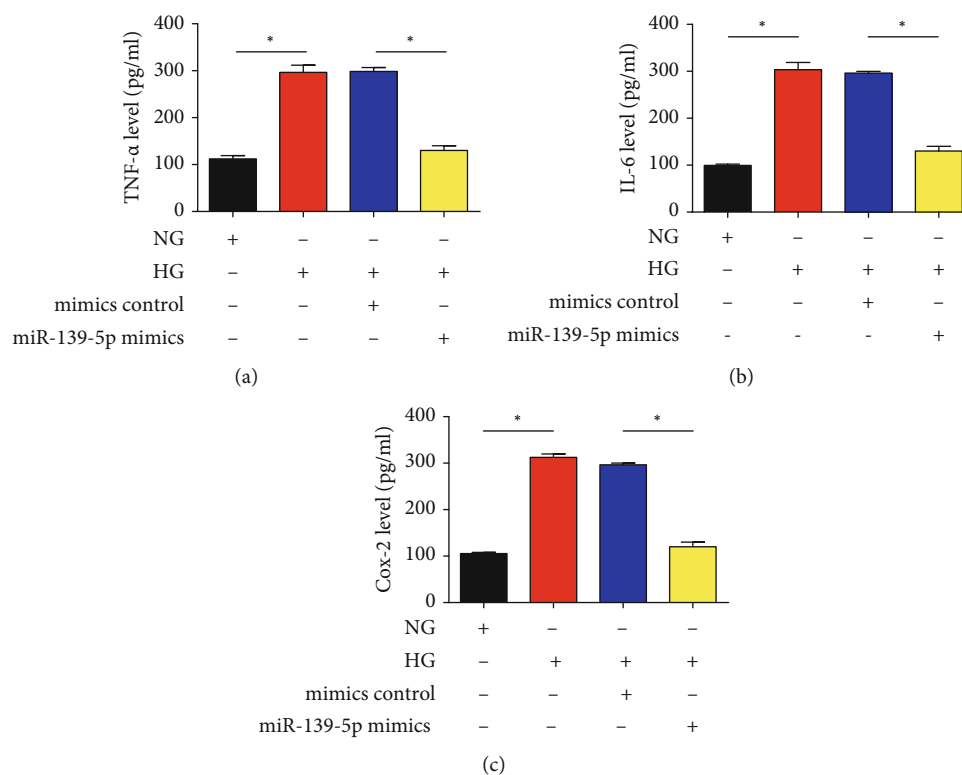 400
300
200
100
0
TNF-α level (pg/ml)
* *
NG + – – –
HG – + + +
mimics control – – + –
miR-139-5p mimics – – – +
(a)
400
300
200
100
0
IL-6 level (pg/ml)
* *
NG + – – –
HG – + + +
mimics control – – + –
miR-139-5p mimics - - - +
(b)
400
300
200
100
0
Cox-2 level (pg/ml)
* *
NG + – – –
HG – + + +
mimics control – – + –
miR-139-5p mimics – – – +
(c)